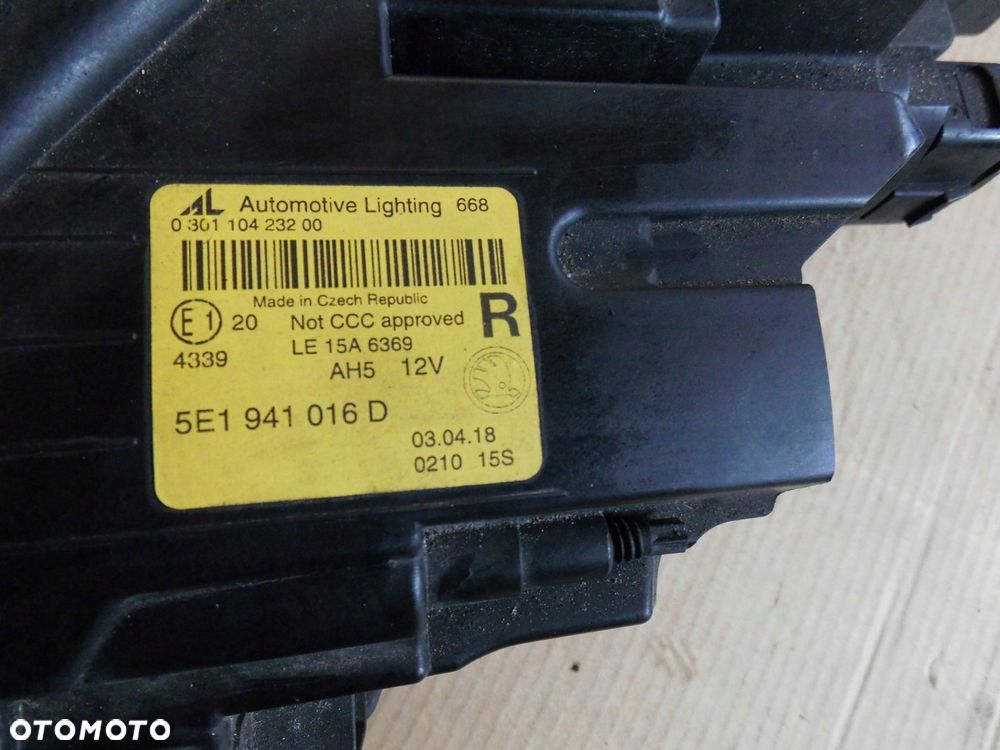 AL Automotive Lighting 668
0 301 104 232 00
Made in Czech Republic
E1 20 Not CCC approved R
4339 LE 15A 6369
AH5 12V
5E1 941 016 D
03.04.18
0210 15S
OTOMOTO